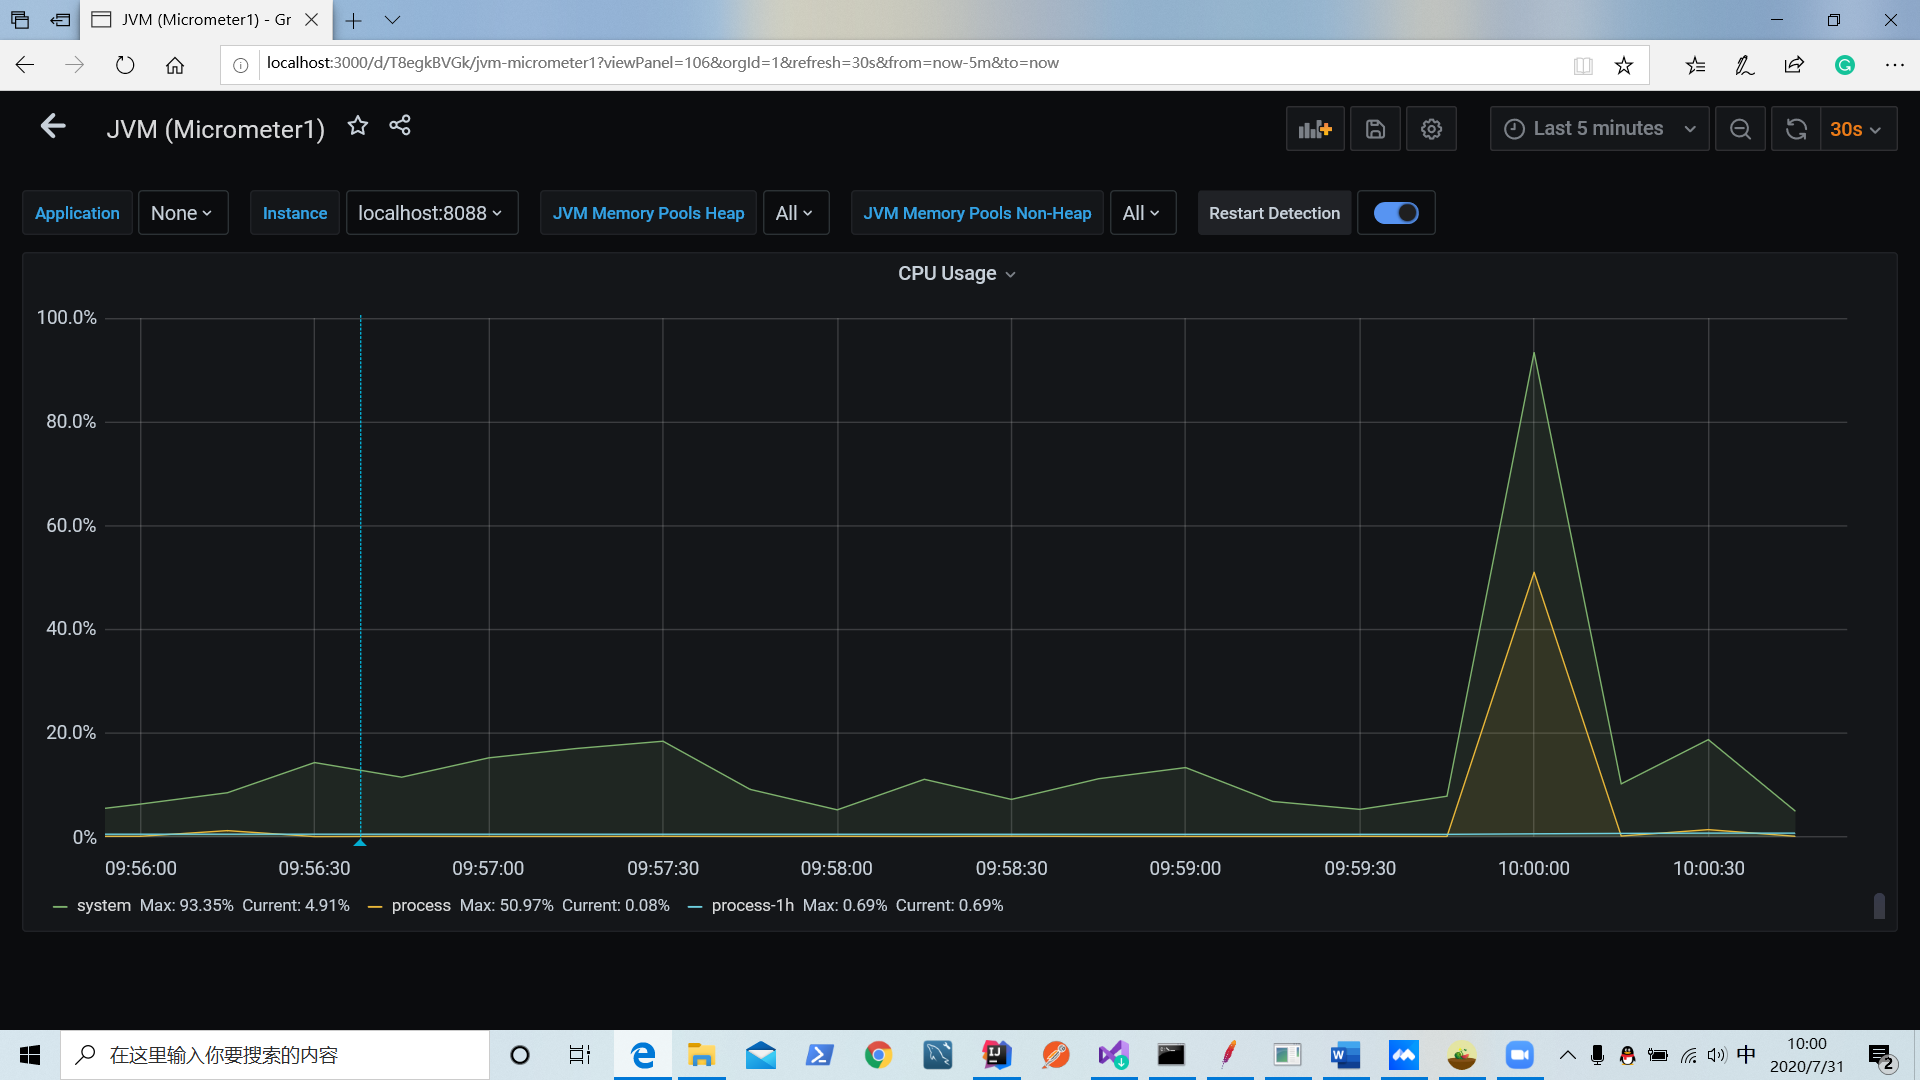 JVM (Micrometer1) - Gr
localhost:3000/d/T8egkBVGk/jvm-micrometer1?viewPanel=106&orgId=1&refresh=30s&from=now-5m&to=now
JVM (Micrometer1)
Last 5 minutes
30s
Application None Instance localhost:8088 JVM Memory Pools Heap All JVM Memory Pools Non-Heap All Restart Detection
CPU Usage
100.0%
80.0%
60.0%
40.0%
20.0%
0%
09:56:00 09:56:30 09:57:00 09:57:30 09:58:00 09:58:30 09:59:00 09:59:30 10:00:00 10:00:30
system Max: 93.35% Current: 4.91% process Max: 50.97% Current: 0.08% process-1h Max: 0.69% Current: 0.69%
在这里输入你要搜索的内容
中
10:00
2020/7/31
2